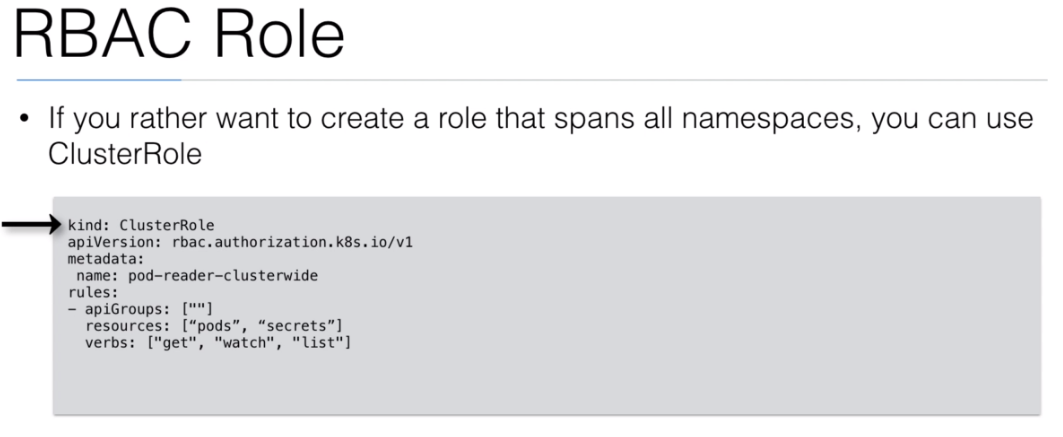 RBAC Role
• If you rather want to create a role that spans all namespaces, you can use
ClusterRole
kind: ClusterRole
apiVersion: rbac.authorization.k8s.io/v1
metadata:
 name: pod-reader-clusterwide
rules:
- apiGroups: [""]
  resources: [“pods”, “secrets”]
  verbs: ["get", "watch", "list"]